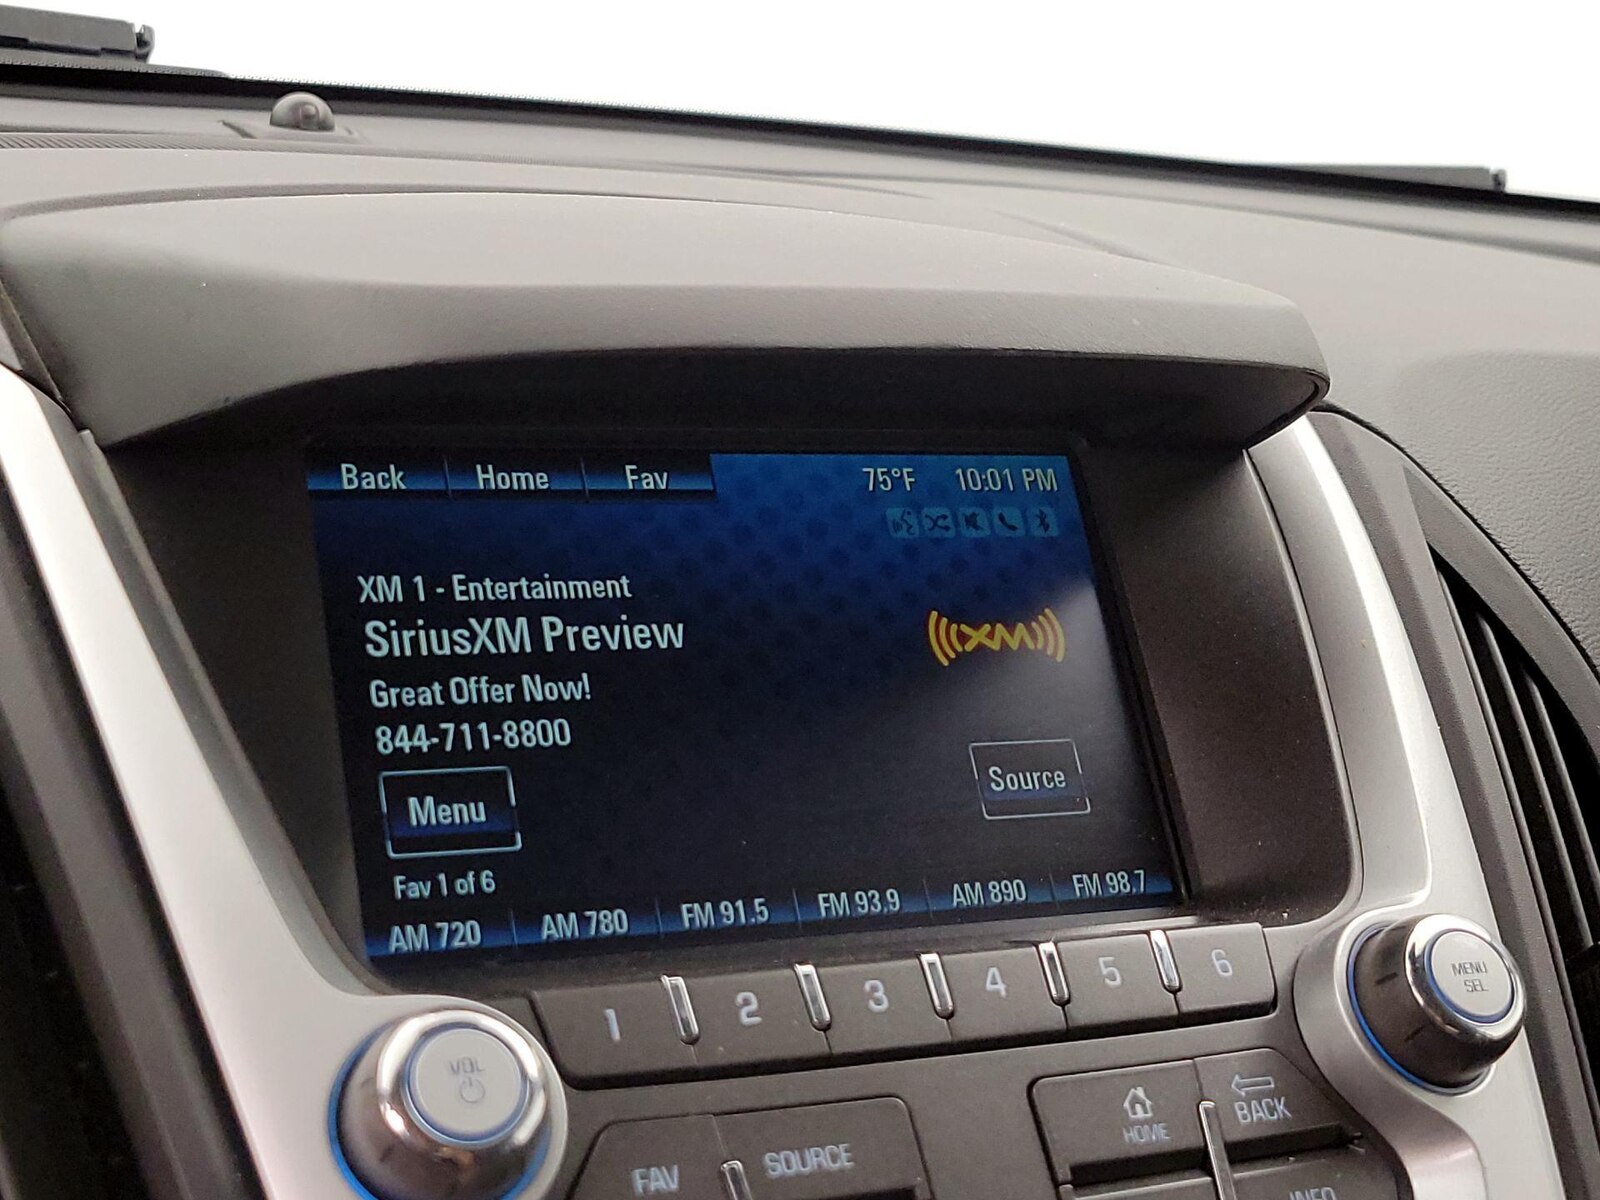 Back Home Fav 75°F 10:01 PM
XM 1 - Entertainment
SiriusXM Preview
XM
Great Offer Now!
844-711-8800
Menu
Source
Fav 1 of 6
AM 720 AM 780 FM 91.5 FM 93.9 AM 890 FM 98.7
1 2 3 4 5 6
MENU
SEL
VOL
HOME
BACK
FAV
SOURCE
INFO